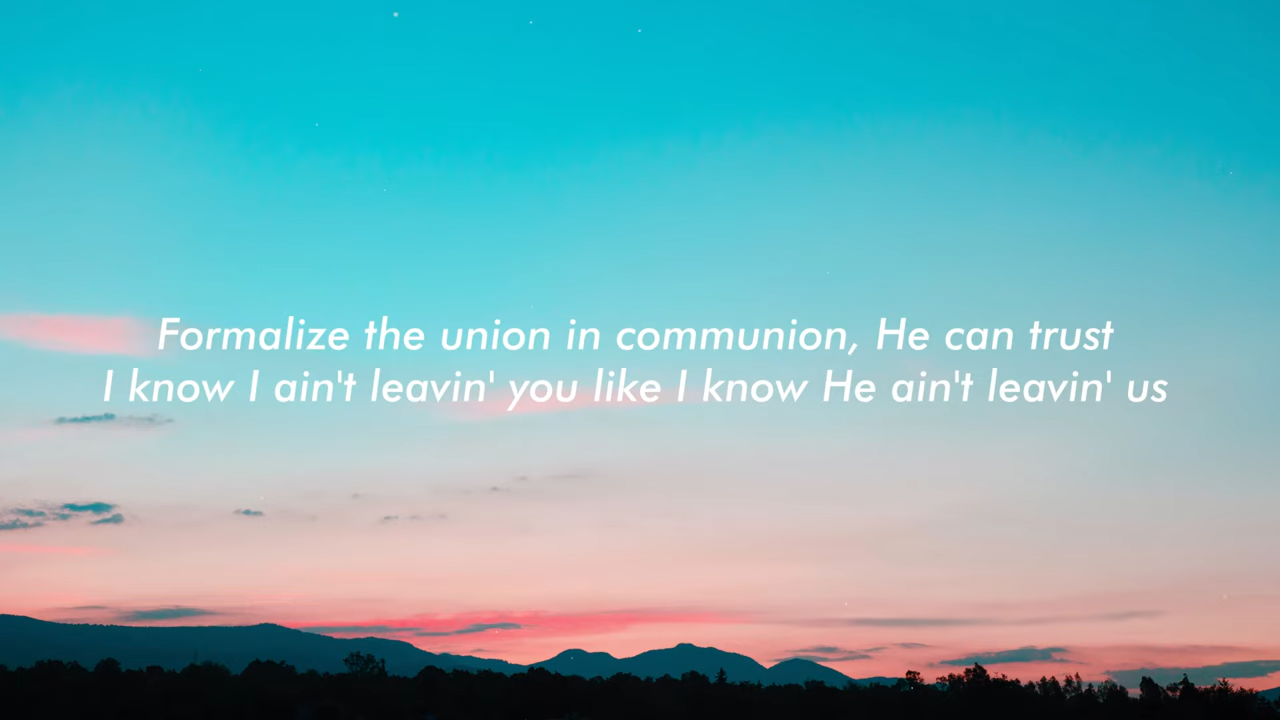 Formalize the union in communion, He can trust
I know I ain't leavin' you like I know He ain't leavin' us